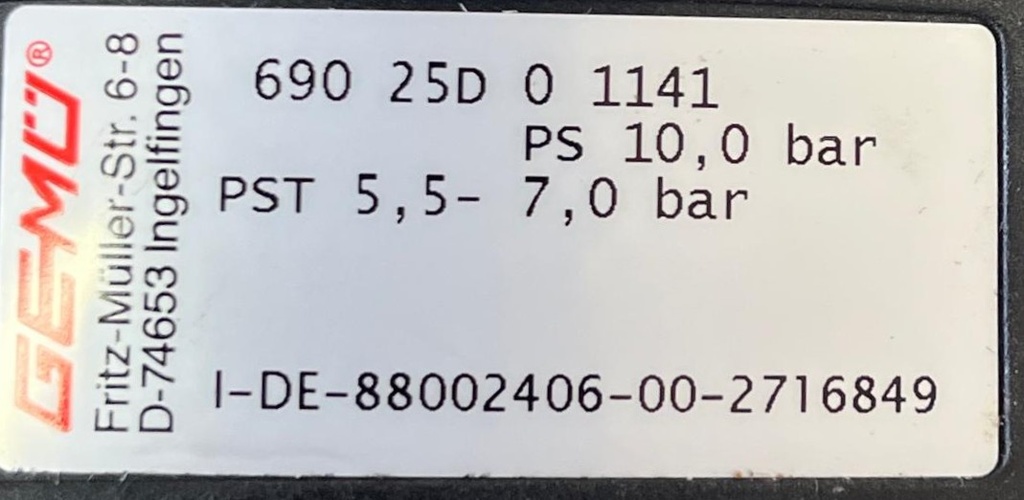 GEMÜ®
Fritz-Müller-Str. 6-8
D-74653 Ingelfingen
690 25D 0 1141
PS 10,0 bar
PST 5,5- 7,0 bar
I-DE-88002406-00-2716849